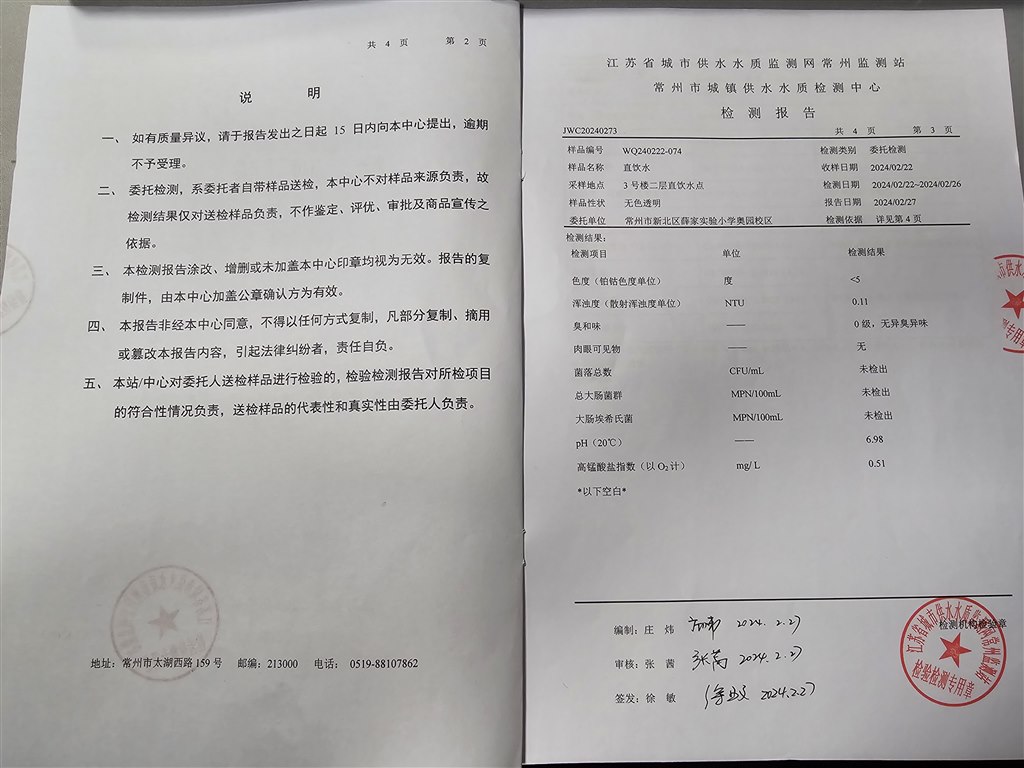 共 4 页 第 2 页
说 明
一、 如有质量异议，请于报告发出之日起 15 日内向本中心提出，逾期
不予受理。
二、 委托检测，系委托者自带样品送检，本中心不对样品来源负责，故
检测结果仅对送检样品负责，不作鉴定、评优、审批及商品宣传之
依据。
三、 本检测报告涂改、增删或未加盖本中心印章均视为无效。报告的复
制件，由本中心加盖公章确认方为有效。
四、 本报告非经本中心同意，不得以任何方式复制，凡部分复制、摘用
或篡改本报告内容，引起法律纠纷者，责任自负。
五、 本站/中心对委托人送检样品进行检验的，检验检测报告对所检项目
的符合性情况负责，送检样品的代表性和真实性由委托人负责。
地址：常州市太湖西路 159 号 邮编：213000 电话： 0519-88107862
江苏省城市供水水质监测网常州监测站
常州市城镇供水水质检测中心
检 测 报 告
JWC20240273 共 4 页 第 3 页
样品编号 WQ240222-074 检测类别 委托检测
样品名称 直饮水 收样日期 2024/02/22
采样地点 3 号楼二层直饮水点 检测日期 2024/02/22~2024/02/26
样品性状 无色透明 报告日期 2024/02/27
委托单位 常州市新北区薛家实验小学奥园校区 检测依据 详见第 4 页
检测结果：
检测项目 单位 检测结果
色度（铂钴色度单位） 度 <5
浑浊度（散射浑浊度单位） NTU 0.11
臭和味 —— 0 级，无异臭异味
肉眼可见物 —— 无
菌落总数 CFU/mL 未检出
总大肠菌群 MPN/100mL 未检出
大肠埃希氏菌 MPN/100mL 未检出
pH（20℃） —— 6.98
高锰酸盐指数（以 O₂ 计） mg/ L 0.51
*以下空白*
检测机构检验章
编制：庄 炜 2024.2.27
审核：张 茜 2024.2.27
签发：徐 敏 徐敏 2024.2.27
江苏省城市供水水质监测网常州监测站
检验检测专用章